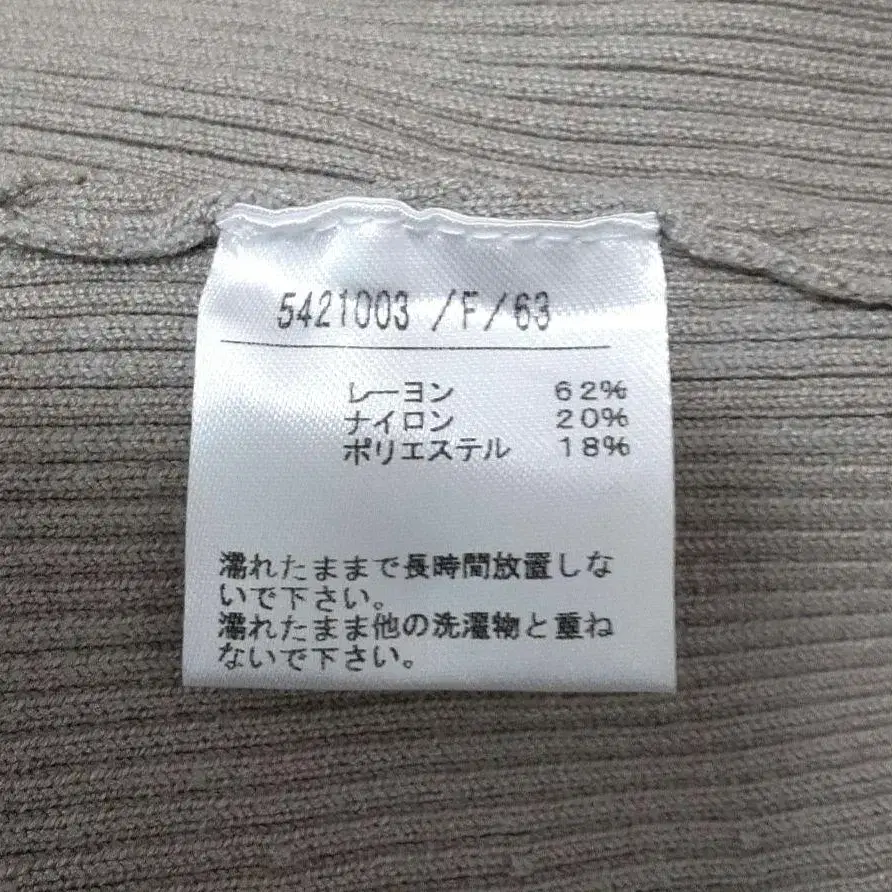 5421003 /F/63
レーヨン 62%
ナイロン 20%
ポリエステル 18%
濡れたままで長時間放置しな
いで下さい。
濡れたまま他の洗濯物と重ね
ないで下さい。